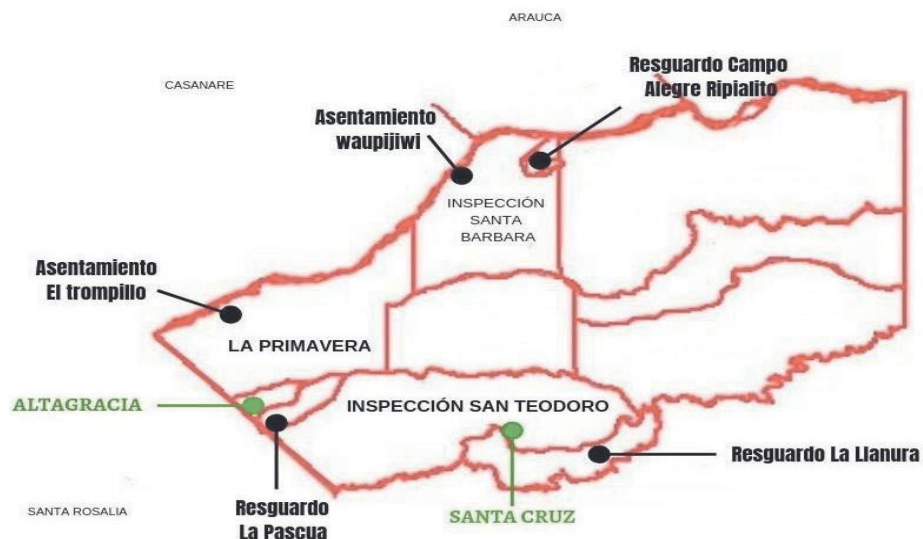 ARAUCA
Resguardo Campo
Alegre Ripialito
CASANARE
Asentamiento
waupijiwi
INSPECCIÓN
SANTA
BARBARA
Asentamiento
El trompillo
LA PRIMAVERA
ALTAGRACIA
INSPECCIÓN SAN TEODORO
Resguardo La Llanura
SANTA ROSALIA
Resguardo
La Pascua
SANTA CRUZ